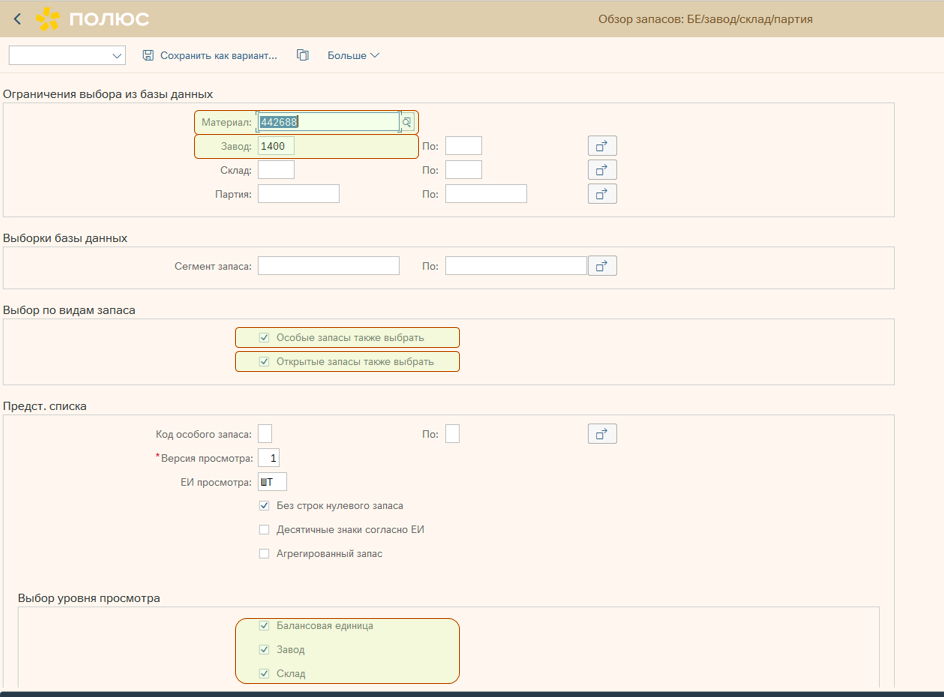 ПОЛЮС
Обзор запасов: БЕ/завод/склад/партия
Сохранить как вариант...
Больше
Ограничения выбора из базы данных
Материал: 442688
Завод: 1400 По:
Склад: По:
Партия: По:
Выборки базы данных
Сегмент запаса: По:
Выбор по видам запаса
Особые запасы также выбрать
Открытые запасы также выбрать
Предст. списка
Код особого запаса: По:
*Версия просмотра: 1
ЕИ просмотра: ШТ
Без строк нулевого запаса
Десятичные знаки согласно ЕИ
Агрегированный запас
Выбор уровня просмотра
Балансовая единица
Завод
Склад